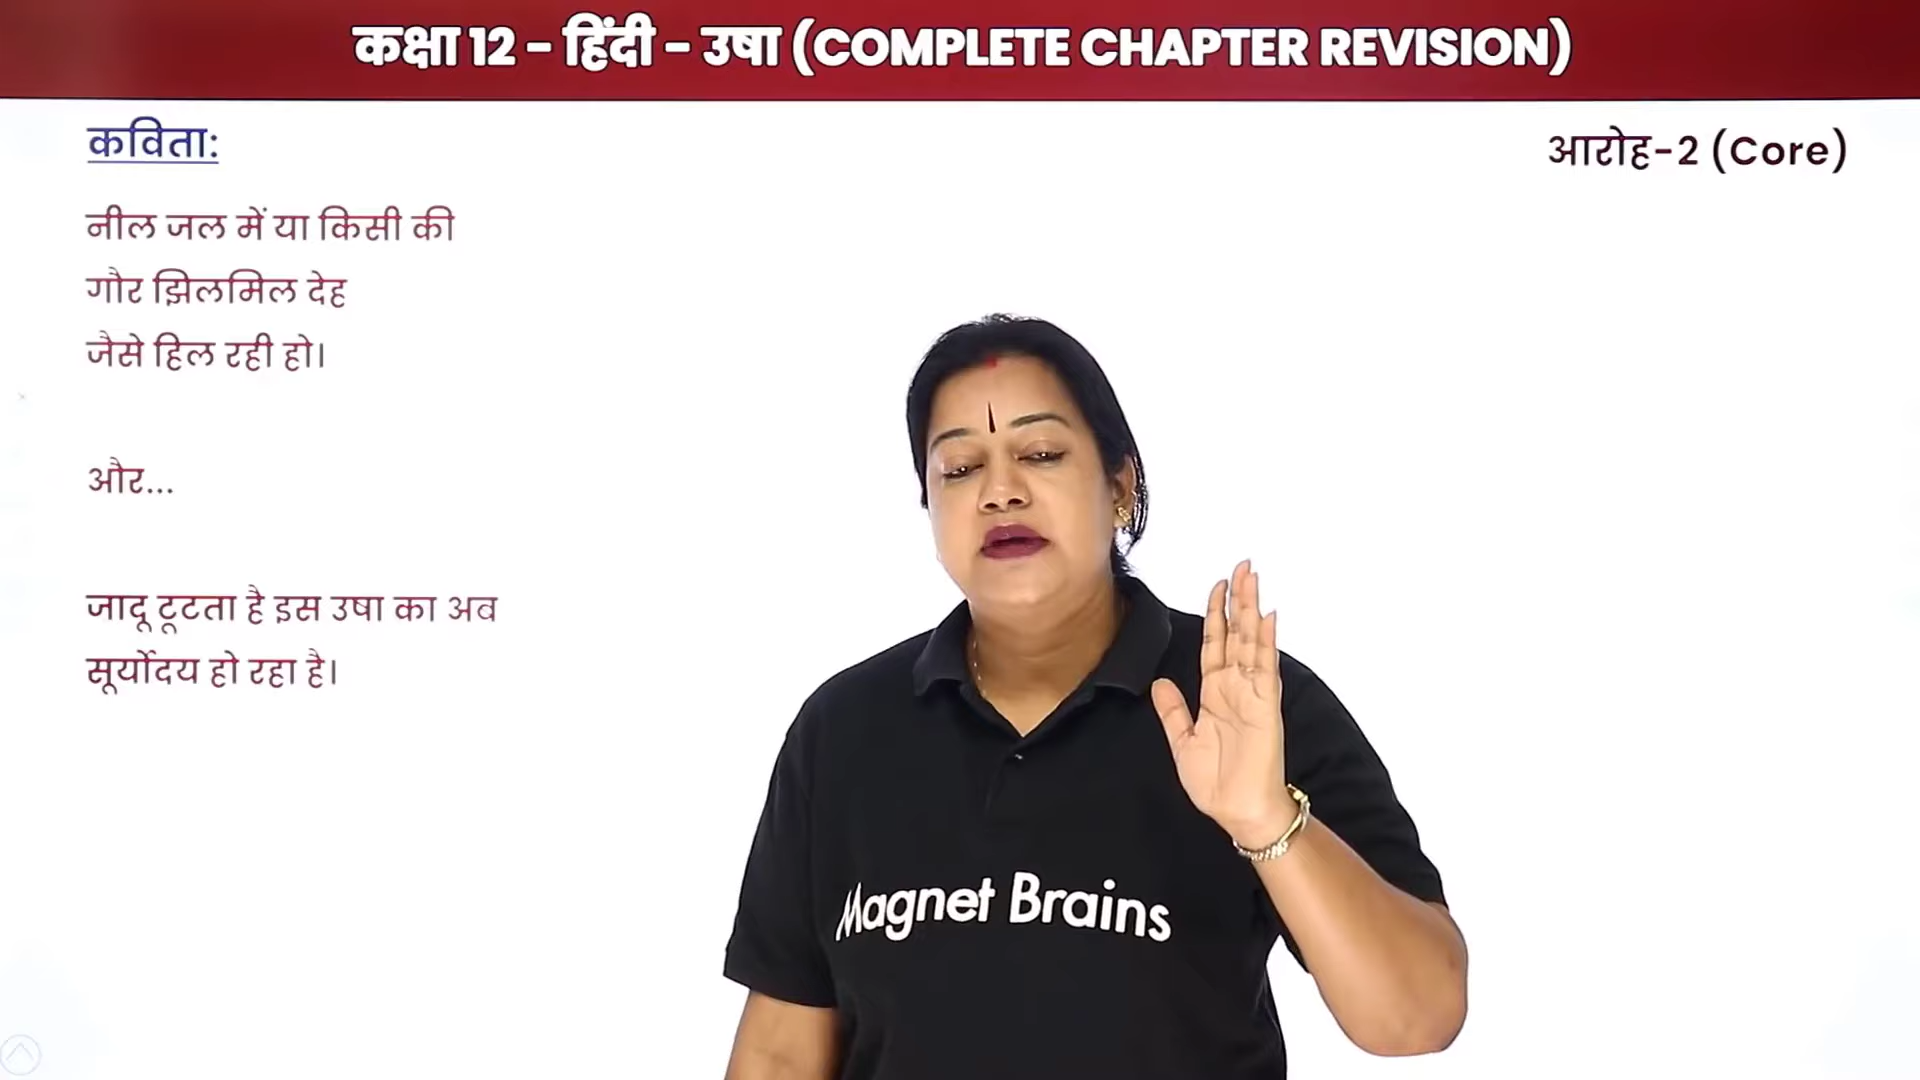 कक्षा 12 - हिंदी - उषा (COMPLETE CHAPTER REVISION)
कविता:
आरोह-2 (Core)
नील जल में या किसी की
गौर झिलमिल देह
जैसे हिल रही हो।
और...
जादू टूटता है इस उषा का अब
सूर्योदय हो रहा है।
Magnet Brains